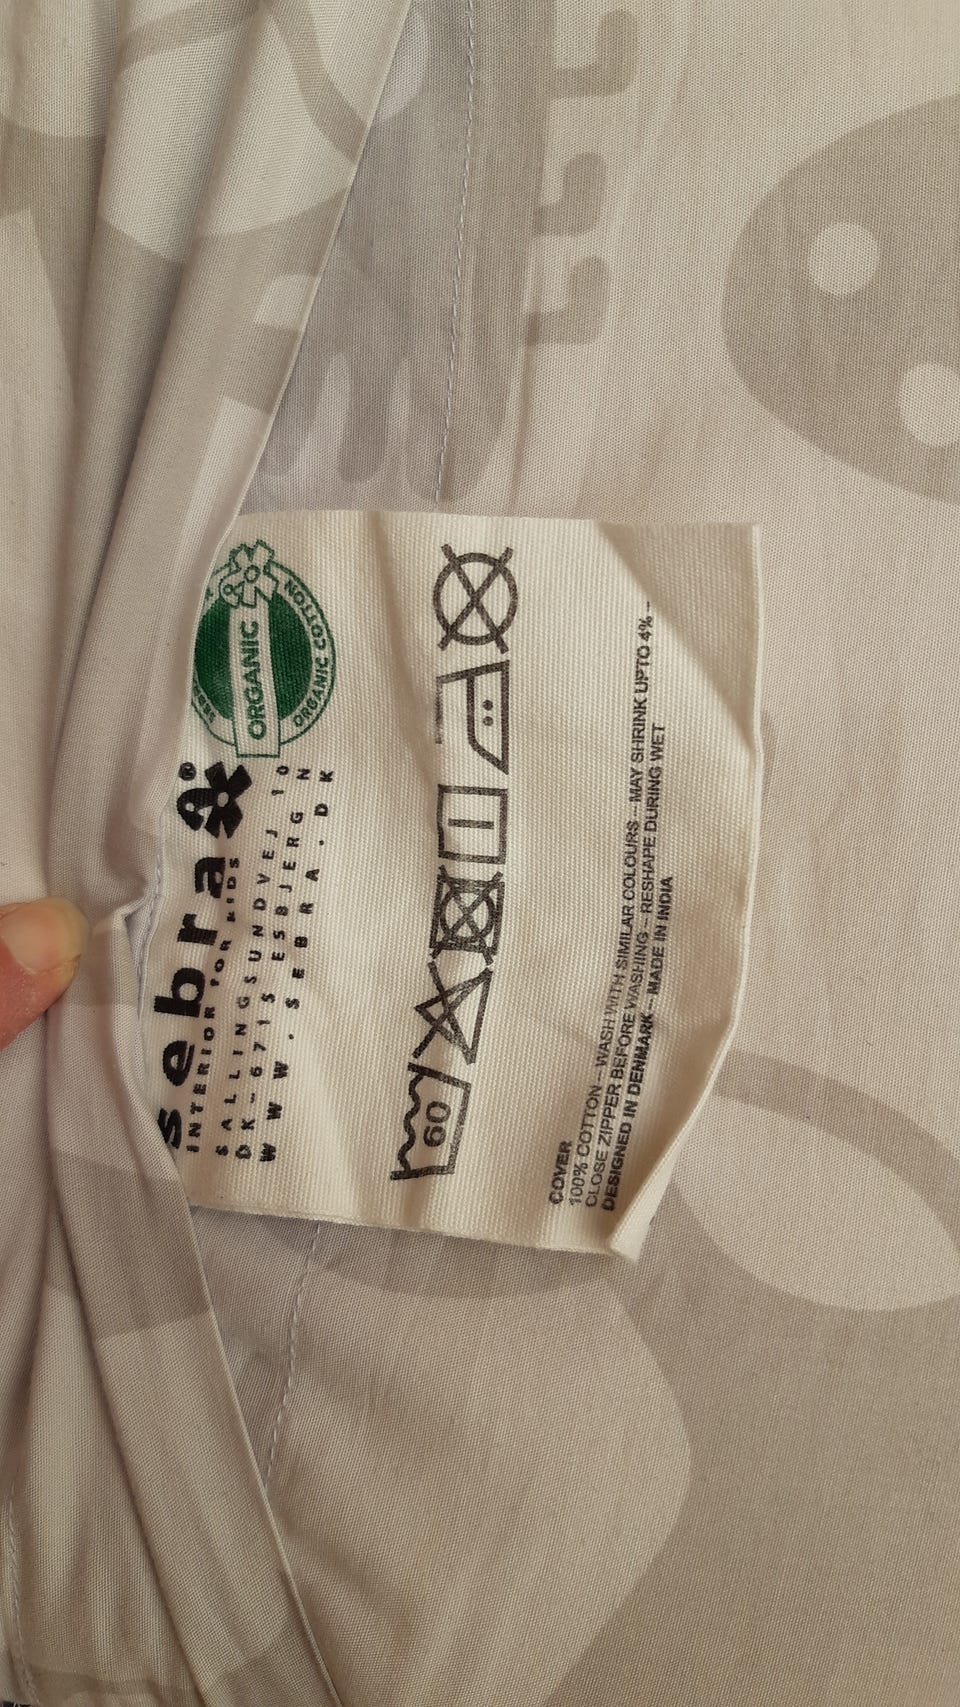 sebra®
INTERIOR FOR KIDS
SALLINGSUNDVEJ 10
DK-6715 ESBJERG N
WWW.SEBRA.DK
ORGANIC
ORGANIC COTTON
60
COVER
100% COTTON – WASH WITH SIMILAR COLOURS – MAY SHRINK UPTO 4% –
CLOSE ZIPPER BEFORE WASHING – RESHAPE DURING WET
DESIGNED IN DENMARK – MADE IN INDIA